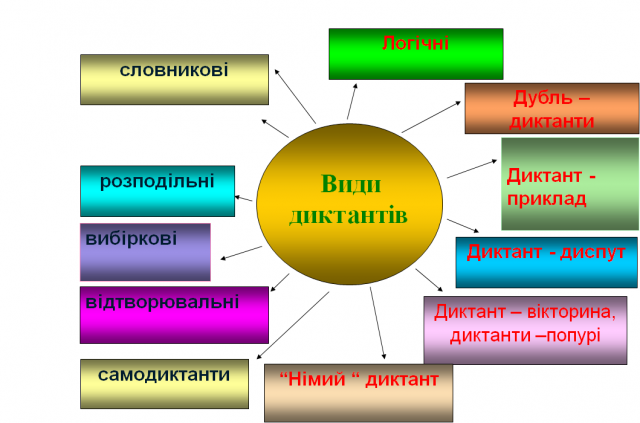 Логічні
словникові
Дубль –
диктанти
Диктант -
приклад
Види
диктантів
розподільні
вибіркові
Диктант - диспут
відтворювальні
Диктант – вікторина,
диктанти –попурі
самодиктанти
“Німий “ диктант